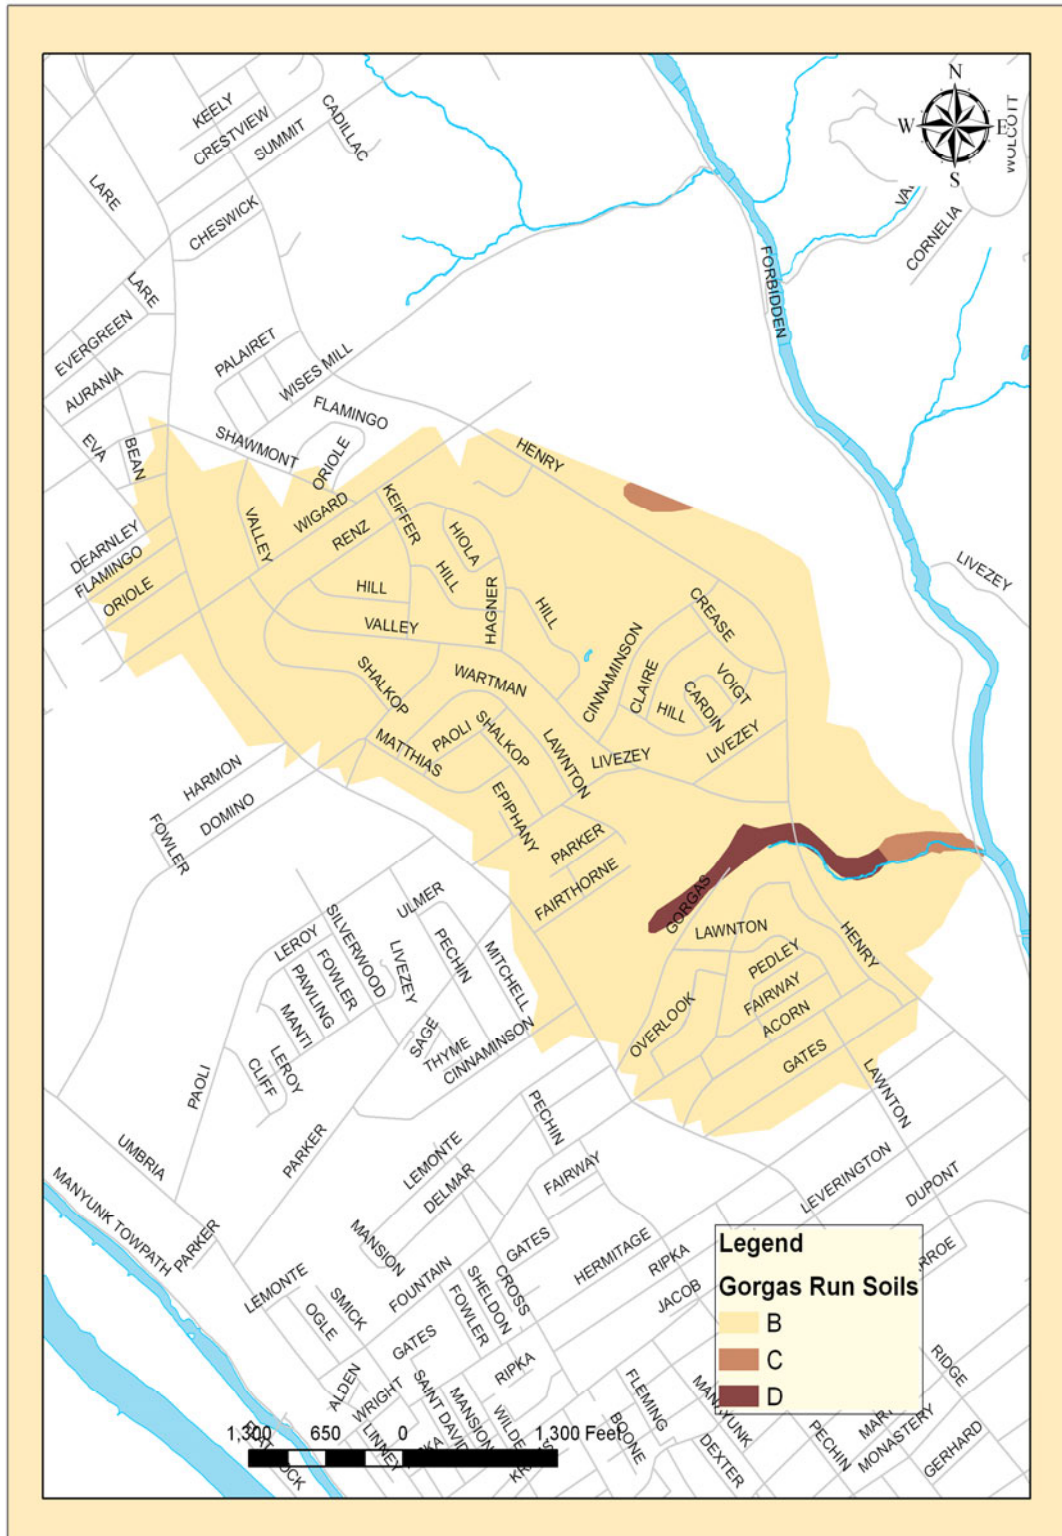 N
W
E
S
WOLCOTT
KEELY
CRESTVIEW
SUMMIT
CADILLAC
LARE
CHESWICK
CORNELIA
FORBIDDEN
LARE
EVERGREEN
AURANIA
PALAIRET
WISES MILL
FLAMINGO
EVA
BEAN
SHAWMONT
ORIOLE
HENRY
DEARNLEY
FLAMINGO
ORIOLE
VALLEY
WIGARD
RENZ
KEIFFER
HIOLA
HILL
HILL
HAGNER
HILL
VALLEY
LIVEZEY
CREASE
CINNAMINSON
CLAIRE
VOIGT
CARDIN
HILL
LIVEZEY
SHALKOP
WARTMAN
MATTHIAS
PAOLI
SHALKOP
LAWNTON
LIVEZEY
HARMON
DOMINO
FOWLER
EPIPHANY
PARKER
FAIRTHORNE
GORGAS
LAWNTON
HENRY
PEDLEY
FAIRWAY
ACORN
GATES
OVERLOOK
LAWNTON
ULMER
SILVERWOOD
LEROY
FOWLER
PAWLING
MANTI
LIVEZEY
PECHIN
MITCHELL
SAGE
THYME
CINNAMINSON
LEROY
CLIFF
PAOLI
PARKER
UMBRIA
MANYUNK TOWPATH
PARKER
PECHIN
LEMONTE
DELMAR
FAIRWAY
MANSION
GATES
FOUNTAIN
LEVERINGTON
DUPONT
HERMITAGE
RIPKA
JACOB
CROSS
SHELDON
FOWLER
LEMONTE
SMICK
OGLE
GATES
RIPKA
ALDEN
WRIGHT
SAINT DAVID
MANSION
LINNEY
FLEMING
BOONE
DEXTER
PECHIN
MONASTERY
GERHARD
RIDGE
Legend
Gorgas Run Soils
B
C
D
1,300 650 0 1,300 Feet